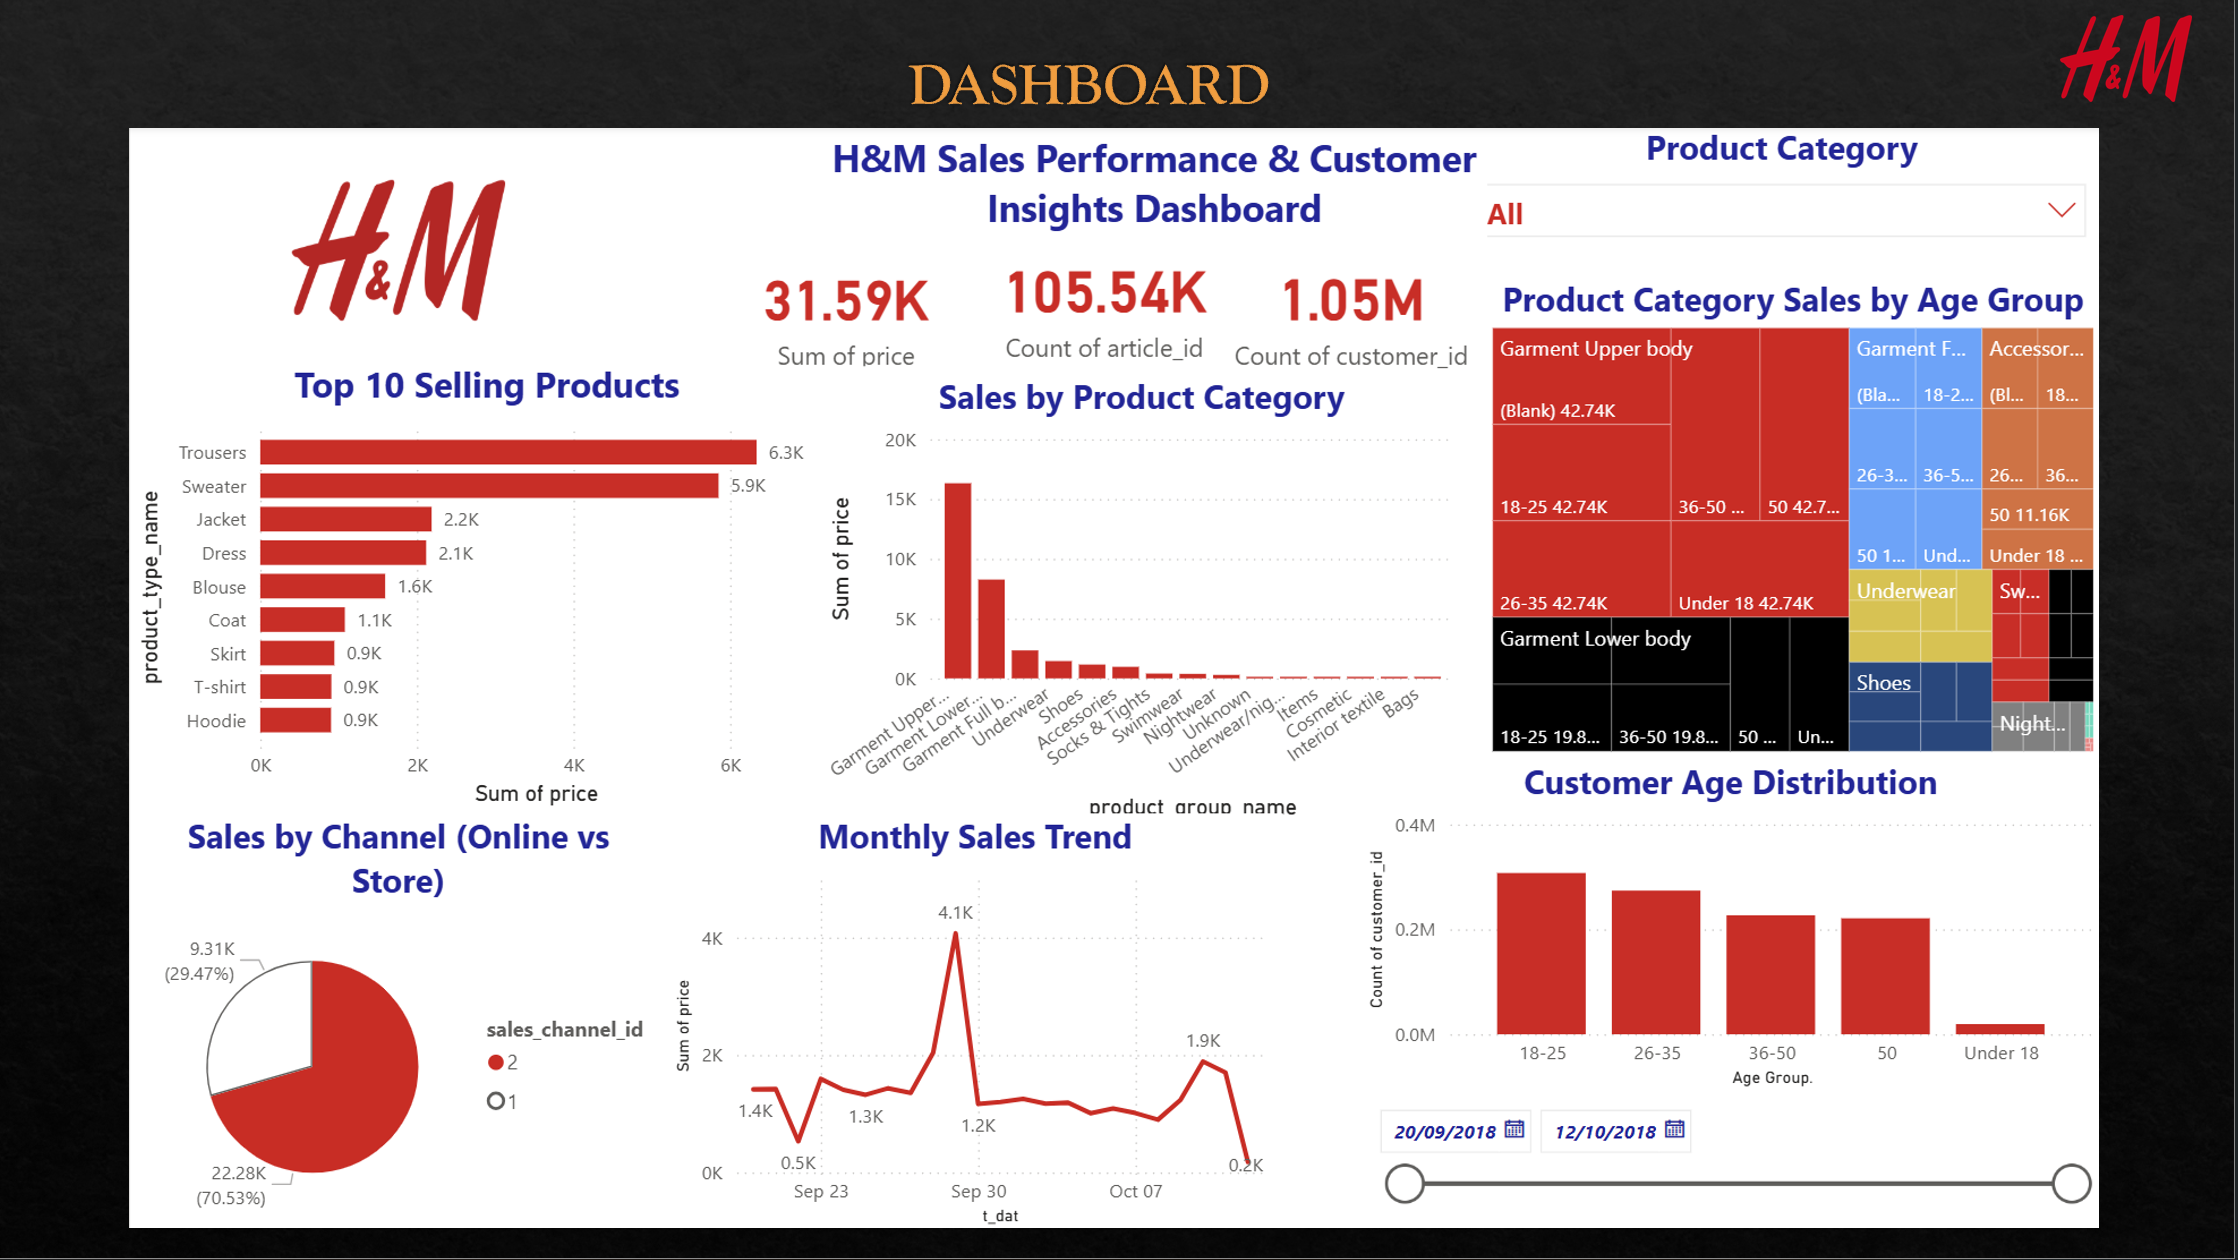 DASHBOARD
H&M
H&M
H&M Sales Performance & Customer
Insights Dashboard
Product Category
All
31.59K
Sum of price
105.54K
Count of article_id
1.05M
Count of customer_id
Top 10 Selling Products
product_type_name
Trousers
6.3K
Sweater
5.9K
Jacket
2.2K
Dress
2.1K
Blouse
1.6K
Coat
1.1K
Skirt
0.9K
T-shirt
0.9K
Hoodie
0.9K
0K
2K
4K
6K
Sum of price
Sales by Product Category
Sum of price
20K
15K
10K
5K
0K
Garment Upper...
Garment Lower...
Garment Full b...
Underwear
Shoes
Accessories
Socks & Tights
Swimwear
Nightwear
Unknown
Underwear/nig...
Items
Cosmetic
Interior textile
Bags
product_group_name
Product Category Sales by Age Group
Garment Upper body
(Blank) 42.74K
18-25 42.74K
36-50 ...
50 42.7...
26-35 42.74K
Under 18 42.74K
Garment Lower body
18-25 19.8...
36-50 19.8...
50 ...
Un...
Garment F...
(Bla...
18-2...
26-3...
36-5...
50 1...
Und...
Accessor...
(Bl...
18...
26...
36...
50 11.16K
Under 18 ...
Underwear
Sw...
Shoes
Night...
Sales by Channel (Online vs
Store)
9.31K
(29.47%)
22.28K
(70.53%)
sales_channel_id
2
1
Monthly Sales Trend
Sum of price
4K
2K
0K
1.4K
0.5K
1.3K
4.1K
1.2K
1.9K
0.2K
Sep 23
Sep 30
Oct 07
t_dat
Customer Age Distribution
Count of customer_id
0.4M
0.2M
0.0M
18-25
26-35
36-50
50
Under 18
Age Group.
20/09/2018
12/10/2018